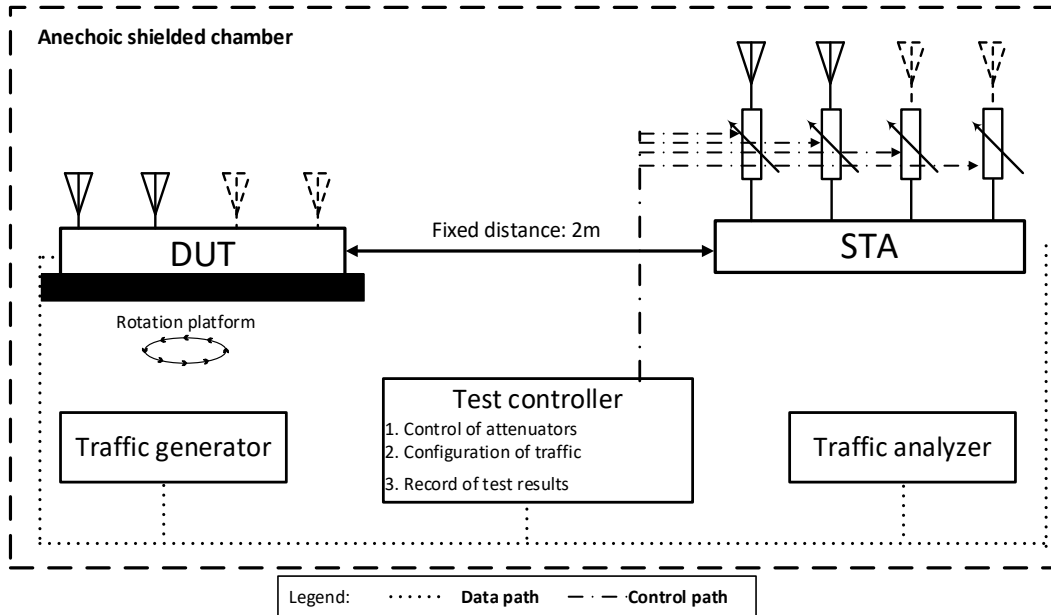 Anechoic shielded chamber
Fixed distance: 2m
DUT
STA
Rotation platform
Test controller
1. Control of attenuators
2. Configuration of traffic
3. Record of test results
Traffic generator
Traffic analyzer
Legend: Data path Control path